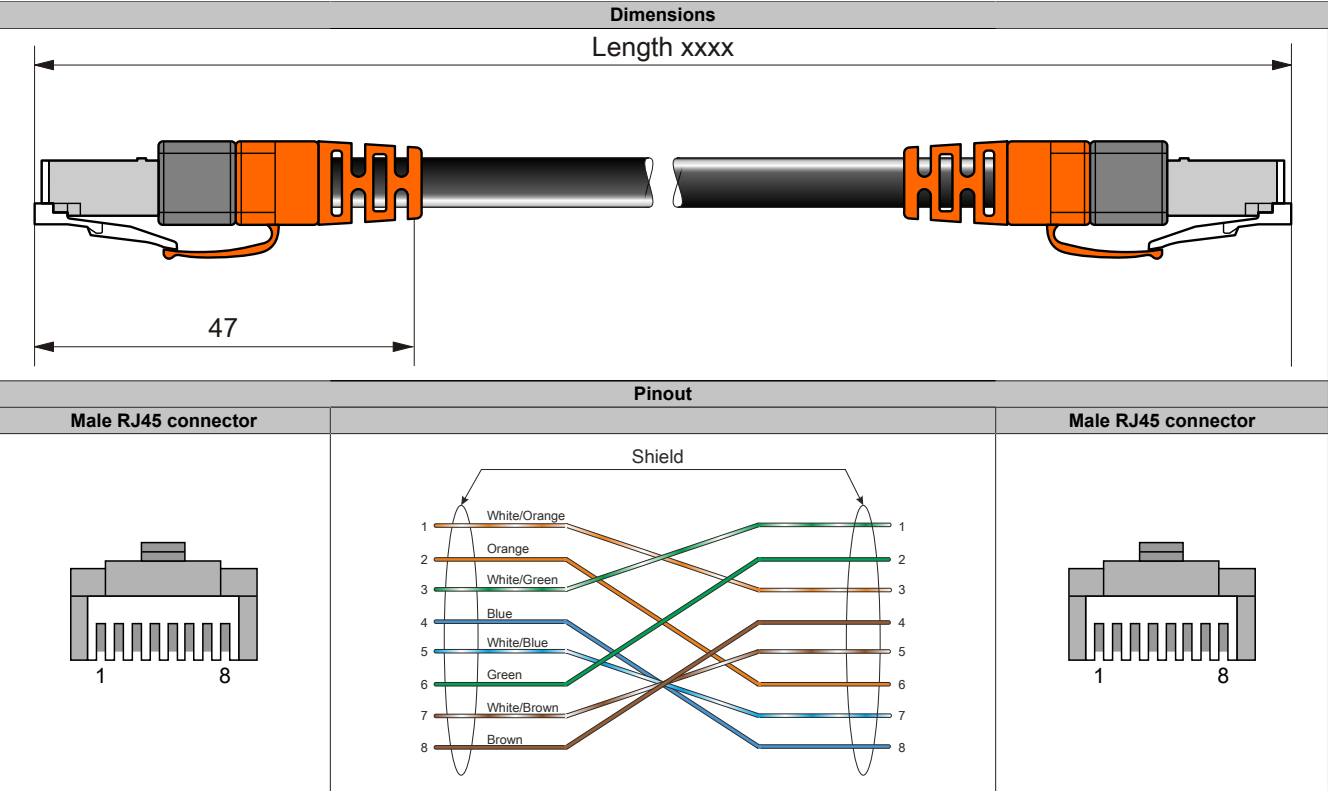 Dimensions
Length xxxx
47
Pinout
Male RJ45 connector
Male RJ45 connector
Shield
1 White/Orange 1
2 Orange 2
3 White/Green 3
4 Blue 4
5 White/Blue 5
6 Green 6
7 White/Brown 7
8 Brown 8
1 8
1 8